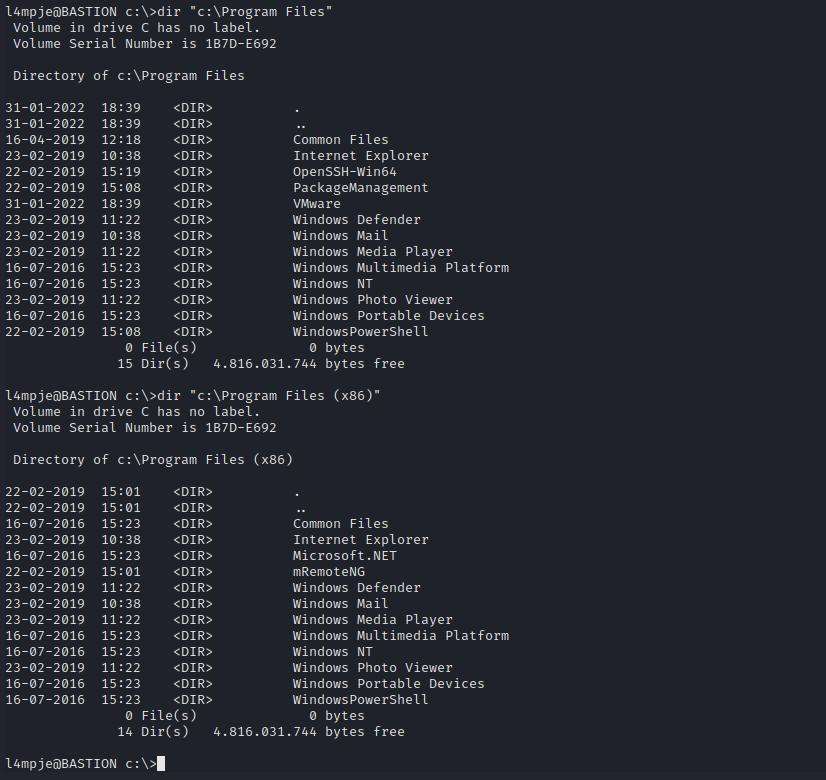 l4mpje@BASTION c:\>dir "c:\Program Files"
 Volume in drive C has no label.
 Volume Serial Number is 1B7D-E692

 Directory of c:\Program Files

31-01-2022  18:39    <DIR>          .
31-01-2022  18:39    <DIR>          ..
16-04-2019  12:18    <DIR>          Common Files
23-02-2019  10:38    <DIR>          Internet Explorer
22-02-2019  15:19    <DIR>          OpenSSH-Win64
22-02-2019  15:08    <DIR>          PackageManagement
31-01-2022  18:39    <DIR>          VMware
23-02-2019  11:22    <DIR>          Windows Defender
23-02-2019  10:38    <DIR>          Windows Mail
23-02-2019  11:22    <DIR>          Windows Media Player
16-07-2016  15:23    <DIR>          Windows Multimedia Platform
16-07-2016  15:23    <DIR>          Windows NT
23-02-2019  11:22    <DIR>          Windows Photo Viewer
16-07-2016  15:23    <DIR>          Windows Portable Devices
22-02-2019  15:08    <DIR>          WindowsPowerShell
               0 File(s)              0 bytes
              15 Dir(s)   4.816.031.744 bytes free

l4mpje@BASTION c:\>dir "c:\Program Files (x86)"
 Volume in drive C has no label.
 Volume Serial Number is 1B7D-E692

 Directory of c:\Program Files (x86)

22-02-2019  15:01    <DIR>          .
22-02-2019  15:01    <DIR>          ..
16-07-2016  15:23    <DIR>          Common Files
23-02-2019  10:38    <DIR>          Internet Explorer
16-07-2016  15:23    <DIR>          Microsoft.NET
22-02-2019  15:01    <DIR>          mRemoteNG
23-02-2019  11:22    <DIR>          Windows Defender
23-02-2019  10:38    <DIR>          Windows Mail
23-02-2019  11:22    <DIR>          Windows Media Player
16-07-2016  15:23    <DIR>          Windows Multimedia Platform
16-07-2016  15:23    <DIR>          Windows NT
23-02-2019  11:22    <DIR>          Windows Photo Viewer
16-07-2016  15:23    <DIR>          Windows Portable Devices
16-07-2016  15:23    <DIR>          WindowsPowerShell
               0 File(s)              0 bytes
              14 Dir(s)   4.816.031.744 bytes free

l4mpje@BASTION c:\>